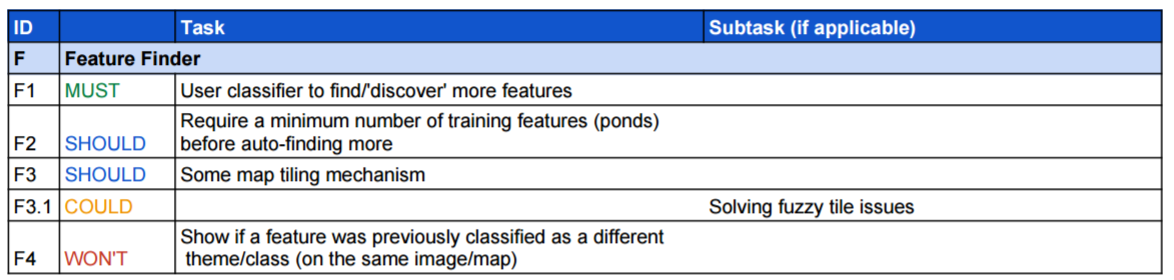 ID Task Subtask (if applicable)
F Feature Finder
F1 MUST User classifier to find/'discover' more features
Require a minimum number of training features (ponds)
F2 SHOULD before auto-finding more
F3 SHOULD Some map tiling mechanism
F3.1 COULD Solving fuzzy tile issues
Show if a feature was previously classified as a different
F4 WON'T theme/class (on the same image/map)